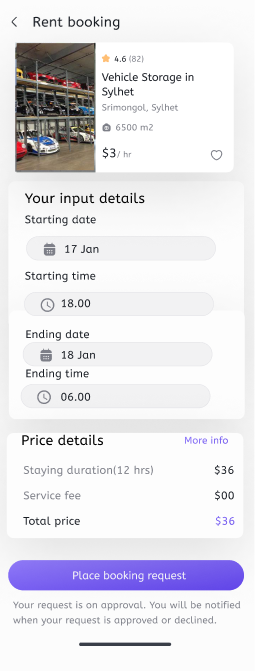 Rent booking
4.6 (82)
Vehicle Storage in
Sylhet
Srimongol, Sylhet
6500 m2
$3/ hr
Your input details
Starting date
17 Jan
Starting time
18.00
Ending date
18 Jan
Ending time
06.00
Price details
More info
Staying duration(12 hrs)
$36
Service fee
$00
Total price
$36
Place booking request
Your request is on approval. You will be notified
when your request is approved or declined.